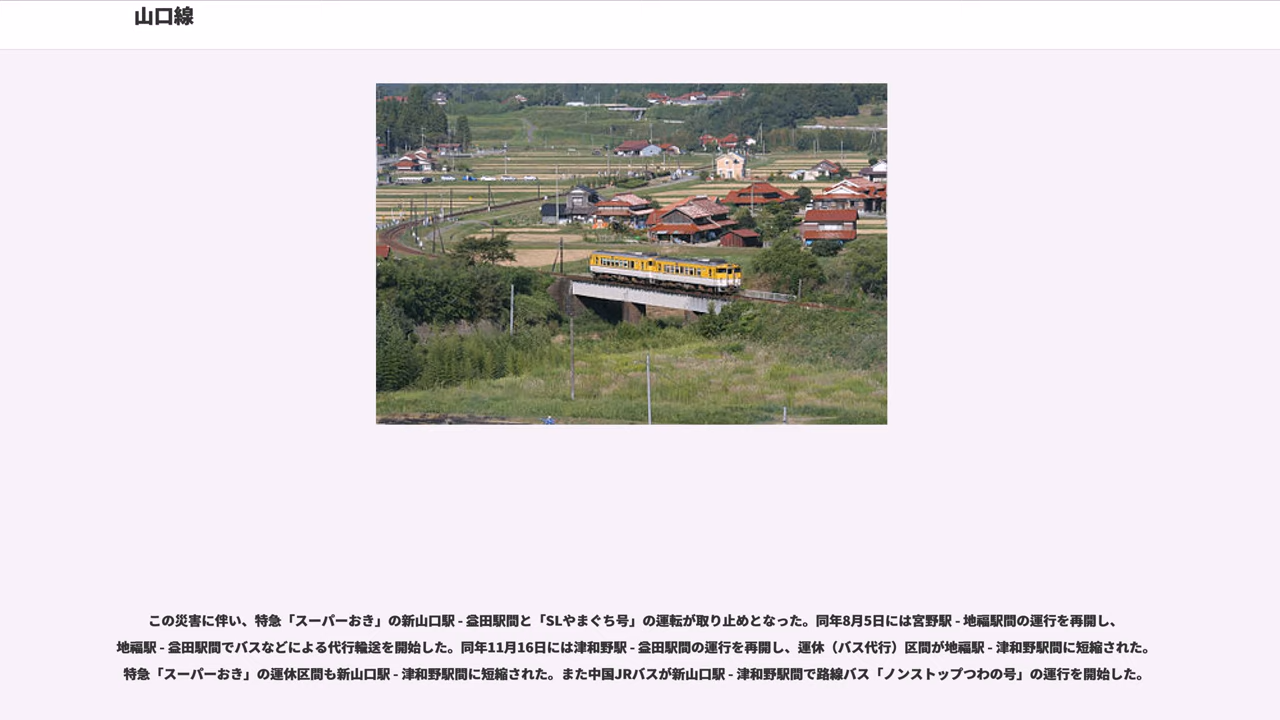 山口線
この災害に伴い、特急「スーパーおき」の新山口駅 - 益田駅間と「SLやまぐち号」の運転が取り止めとなった。同年8月5日には宮野駅 - 地福駅間の運行を再開し、
地福駅 - 益田駅間でバスなどによる代行輸送を開始した。同年11月16日には津和野駅 - 益田駅間の運行を再開し、運休（バス代行）区間が地福駅 - 津和野駅間に短縮された。
特急「スーパーおき」の運休区間も新山口駅 - 津和野駅間に短縮された。また中国JRバスが新山口駅 - 津和野駅間で路線バス「ノンストップつわの号」の運行を開始した。